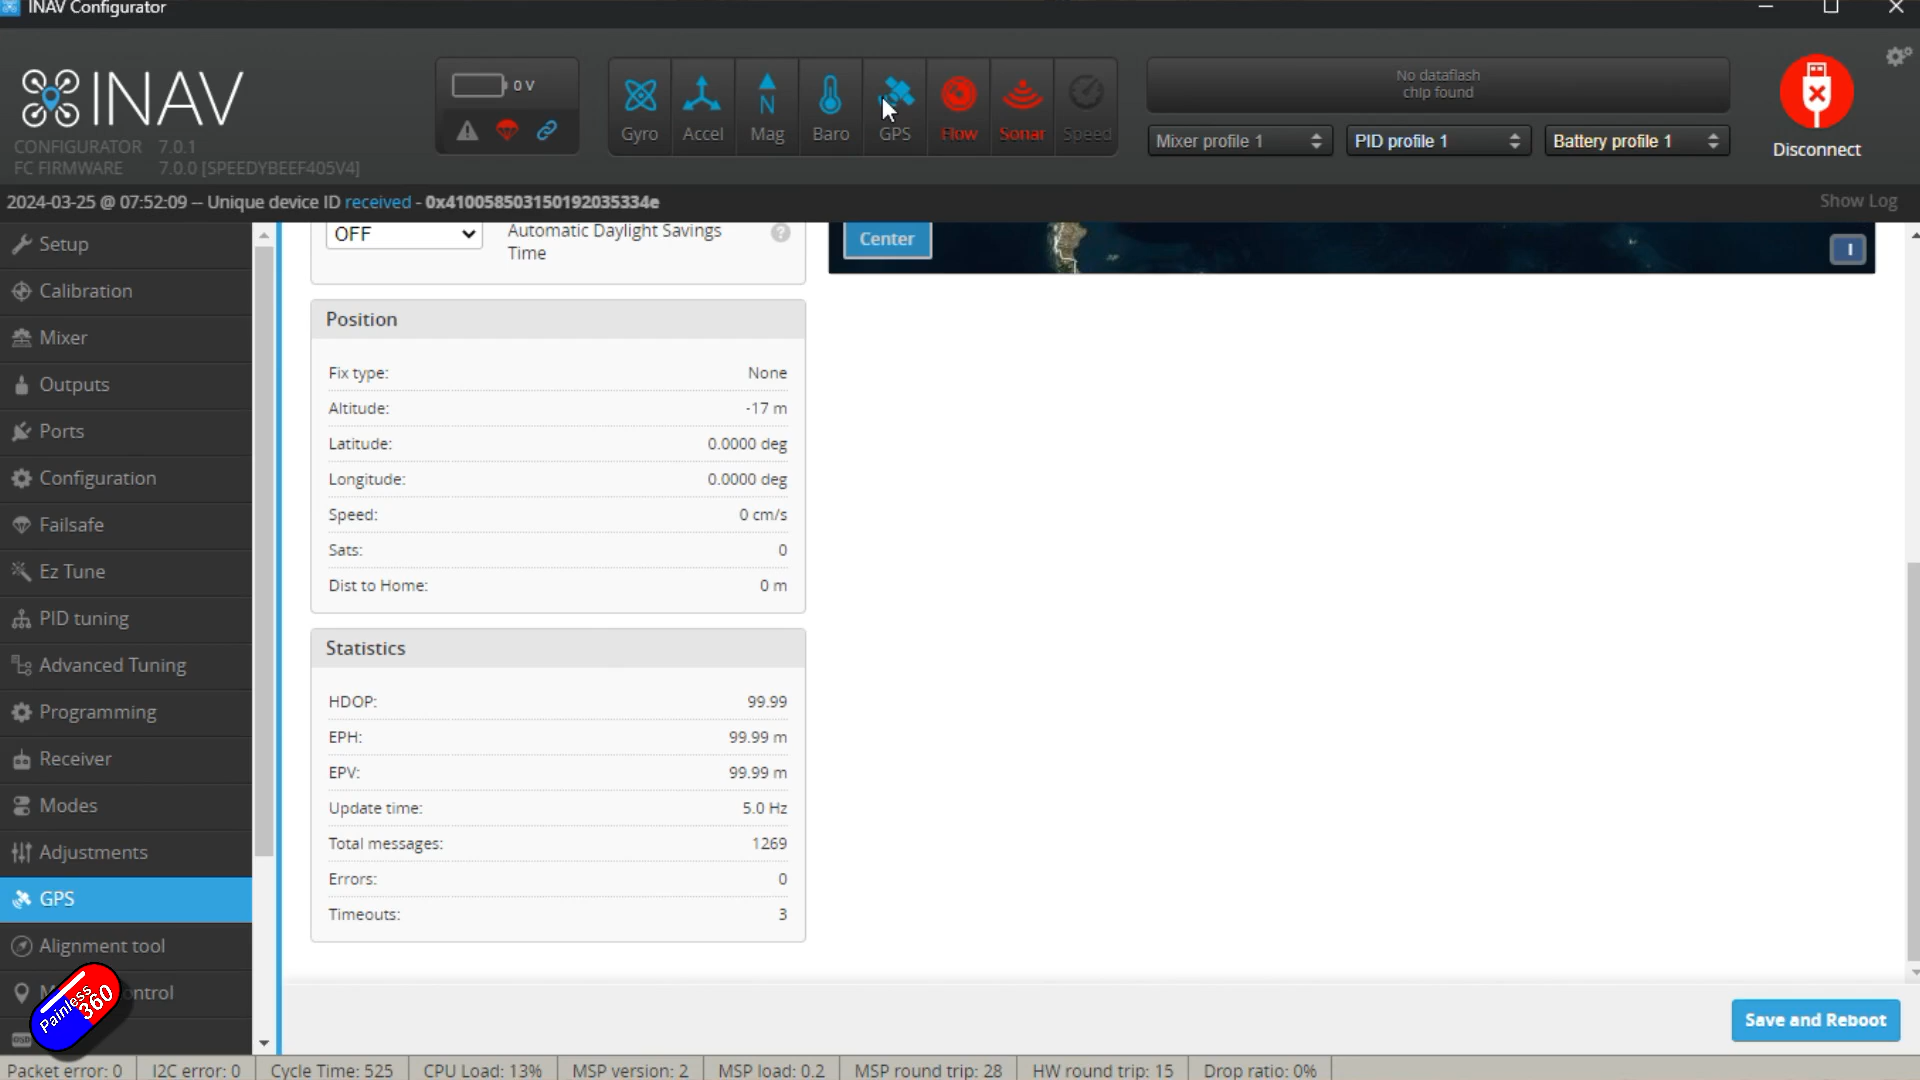 INAV Configurator
INAV
CONFIGURATOR 7.0.1
FC FIRMWARE 7.0.0 [SPEEDYBEEF405V4]
0 V
Gyro
Accel
Mag
Baro
GPS
Flow
Sonar
Speed
No dataflash
chip found
Mixer profile 1
PID profile 1
Battery profile 1
Disconnect
2024-03-25 @ 07:52:09 -- Unique device ID received - 0x410058503150192035334e
Show Log
Setup
Calibration
Mixer
Outputs
Ports
Configuration
Failsafe
Ez Tune
PID tuning
Advanced Tuning
Programming
Receiver
Modes
Adjustments
GPS
Alignment tool
M ntrol
Painless
360
OSD
OFF
Automatic Daylight Savings
Time
?
Center
I
Position
Fix type: None
Altitude: -17 m
Latitude: 0.0000 deg
Longitude: 0.0000 deg
Speed: 0 cm/s
Sats: 0
Dist to Home: 0 m
Statistics
HDOP: 99.99
EPH: 99.99 m
EPV: 99.99 m
Update time: 5.0 Hz
Total messages: 1269
Errors: 0
Timeouts: 3
Save and Reboot
Packet error: 0
I2C error: 0
Cycle Time: 525
CPU Load: 13%
MSP version: 2
MSP load: 0.2
MSP round trip: 28
HW round trip: 15
Drop ratio: 0%